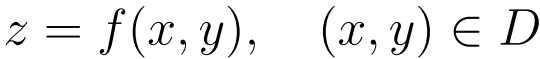 z = f(x, y), (x, y) ∈ D